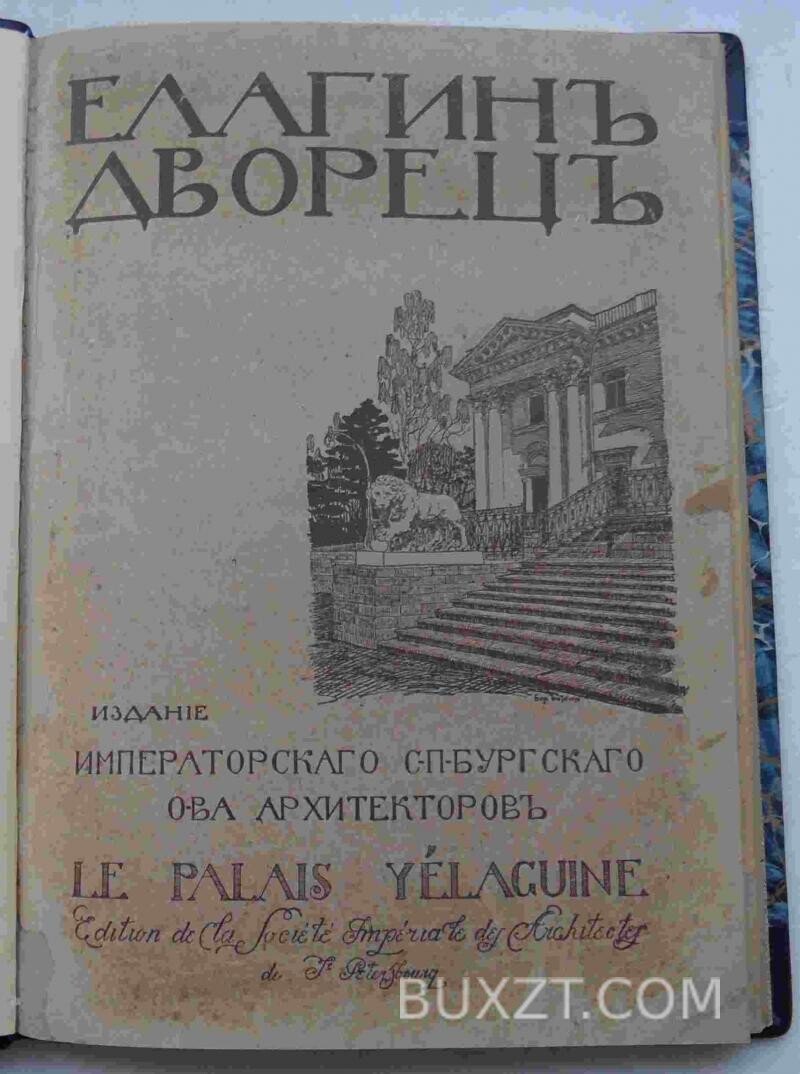 ЕЛАГИНЪ
ДВОРЕЦЪ
ИЗДАНІЕ
ИМПЕРАТОРСКАГО С-П-БУРГСКАГО
О-ВА АРХИТЕКТОРОВЪ
LE PALAIS YÉLAGUINE
Edition de la Société Impériale des Architectes
de St Petersbourg
BUXZT.COM